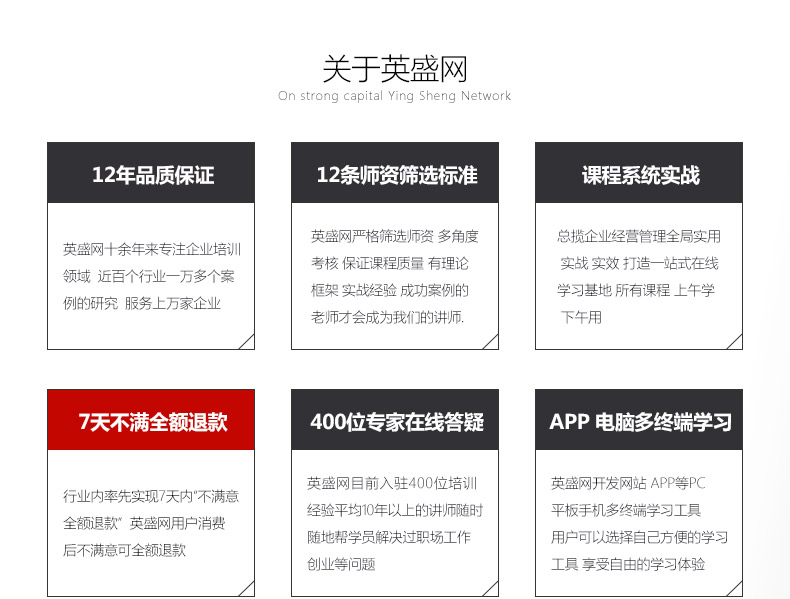 关于英盛网
On strong capital Ying Sheng Network
12年品质保证
英盛网十余年来专注企业培训
领域 近百个行业一万多个案
例的研究 服务上万家企业
12条师资筛选标准
英盛网严格筛选师资 多角度
考核 保证课程质量 有理论
框架 实战经验 成功案例的
老师才会成为我们的讲师.
课程系统实战
总揽企业经营管理全局实用
实战 实效 打造一站式在线
学习基地 所有课程 上午学
下午用
7天不满全额退款
行业内率先实现7天内“不满意
全额退款” 英盛网用户消费
后不满意可全额退款
400位专家在线答疑
英盛网目前入驻400位培训
经验平均10年以上的讲师随时
随地帮学员解决过职场工作
创业等问题
APP 电脑多终端学习
英盛网开发网站 APP等PC
平板手机多终端学习工具
用户可以选择自己方便的学习
工具 享受自由的学习体验